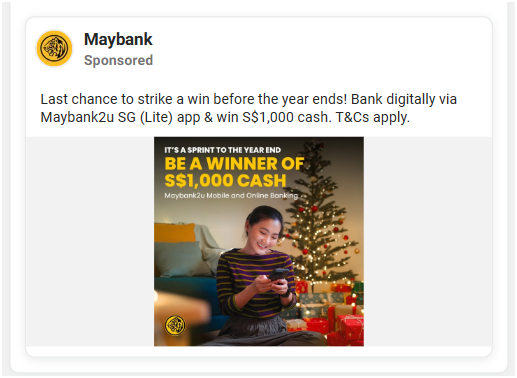 Maybank
Sponsored
Last chance to strike a win before the year ends! Bank digitally via
Maybank2u SG (Lite) app & win S$1,000 cash. T&Cs apply.
IT'S A SPRINT TO THE YEAR END
BE A WINNER OF
S$1,000 CASH
Maybank2u Mobile and Online Banking